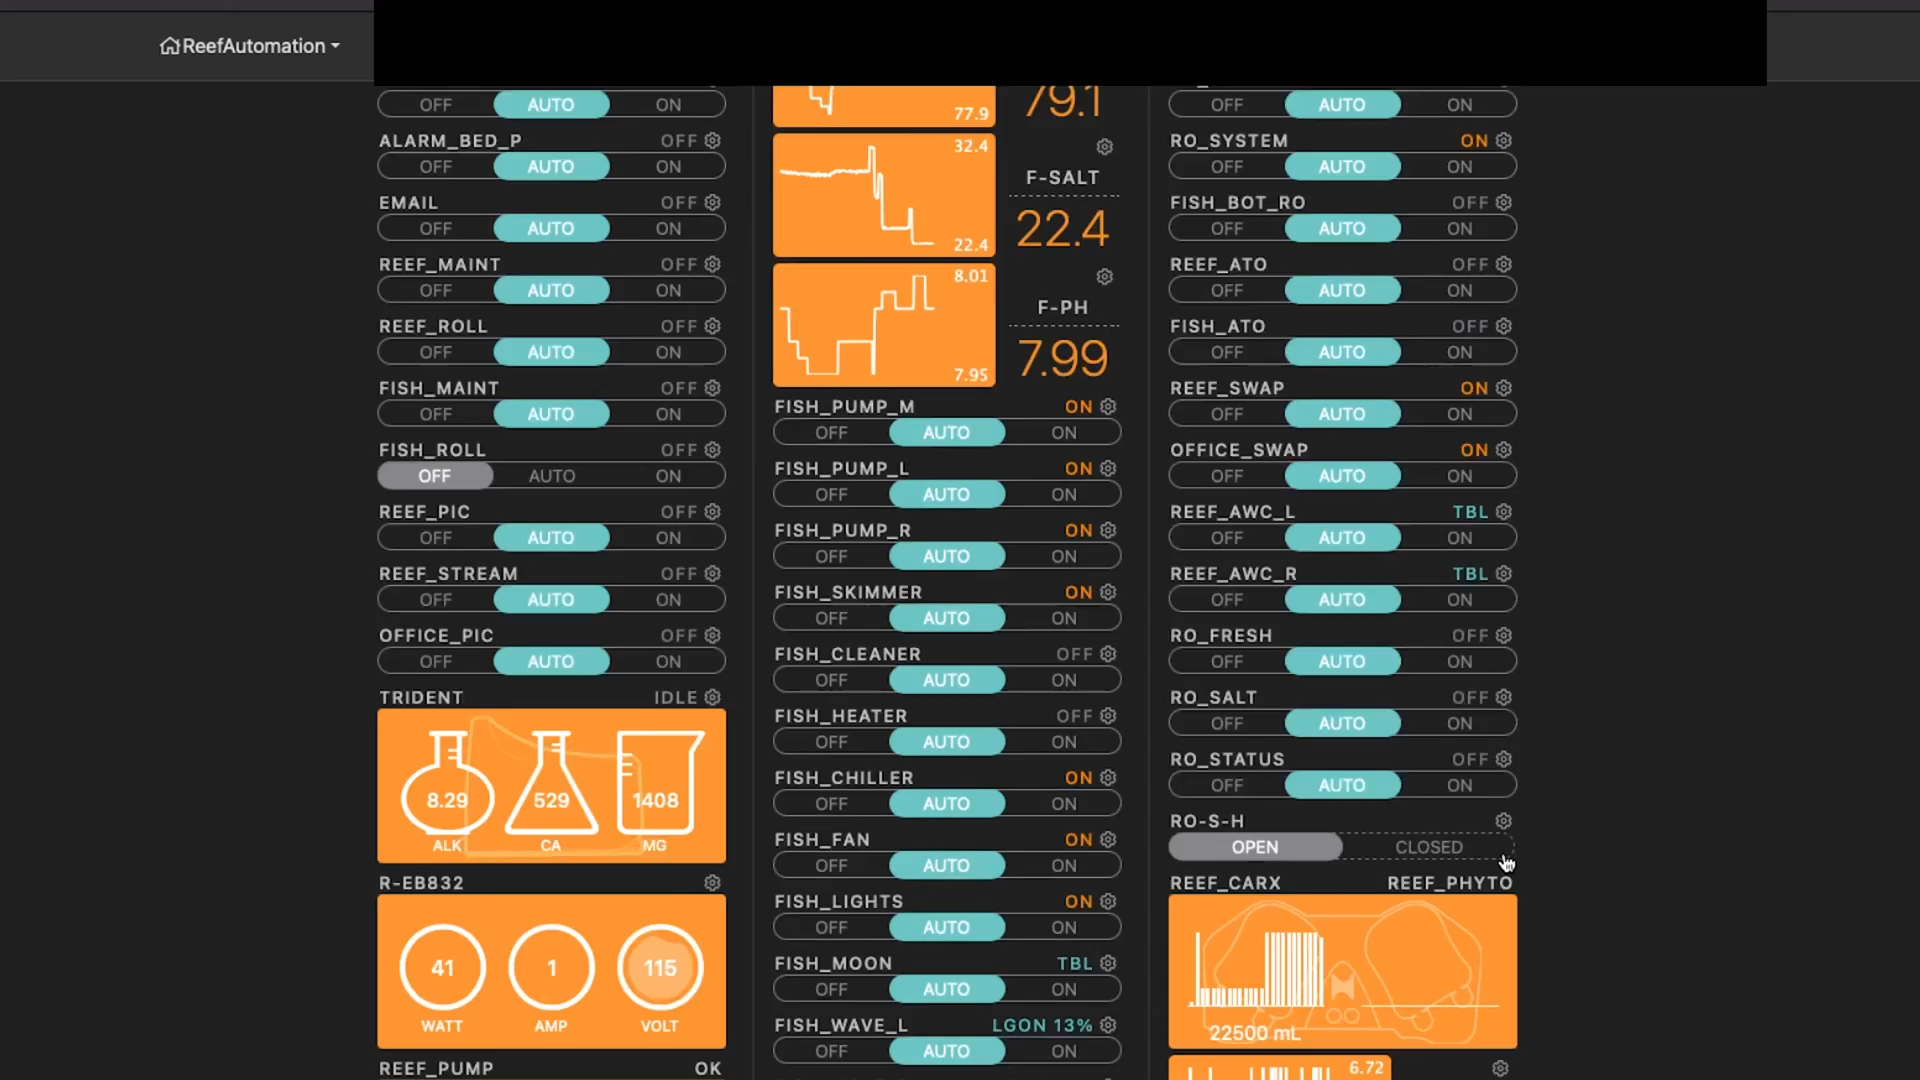 ReefAutomation
OFF AUTO ON
ALARM_BED_P OFF
OFF AUTO ON
EMAIL OFF
OFF AUTO ON
REEF_MAINT OFF
OFF AUTO ON
REEF_ROLL OFF
OFF AUTO ON
FISH_MAINT OFF
OFF AUTO ON
FISH_ROLL OFF
OFF AUTO ON
REEF_PIC OFF
OFF AUTO ON
REEF_STREAM OFF
OFF AUTO ON
OFFICE_PIC OFF
OFF AUTO ON
TRIDENT IDLE
8.29 529 1408
ALK CA MG
R-EB832
41 1 115
WATT AMP VOLT
REEF_PUMP OK
77.9 79.1
32.4
F-SALT
22.4
22.4
8.01
F-PH
7.99
7.95
FISH_PUMP_M ON
OFF AUTO ON
FISH_PUMP_L ON
OFF AUTO ON
FISH_PUMP_R ON
OFF AUTO ON
FISH_SKIMMER ON
OFF AUTO ON
FISH_CLEANER OFF
OFF AUTO ON
FISH_HEATER OFF
OFF AUTO ON
FISH_CHILLER ON
OFF AUTO ON
FISH_FAN ON
OFF AUTO ON
FISH_LIGHTS ON
OFF AUTO ON
FISH_MOON TBL
OFF AUTO ON
FISH_WAVE_L LGON 13%
OFF AUTO ON
OFF AUTO ON
RO_SYSTEM ON
OFF AUTO ON
FISH_BOT_RO OFF
OFF AUTO ON
REEF_ATO OFF
OFF AUTO ON
FISH_ATO OFF
OFF AUTO ON
REEF_SWAP ON
OFF AUTO ON
OFFICE_SWAP ON
OFF AUTO ON
REEF_AWC_L TBL
OFF AUTO ON
REEF_AWC_R TBL
OFF AUTO ON
RO_FRESH OFF
OFF AUTO ON
RO_SALT OFF
OFF AUTO ON
RO_STATUS OFF
OFF AUTO ON
RO-S-H
OPEN CLOSED
REEF_CARX REEF_PHYTO
22500 mL
6.72